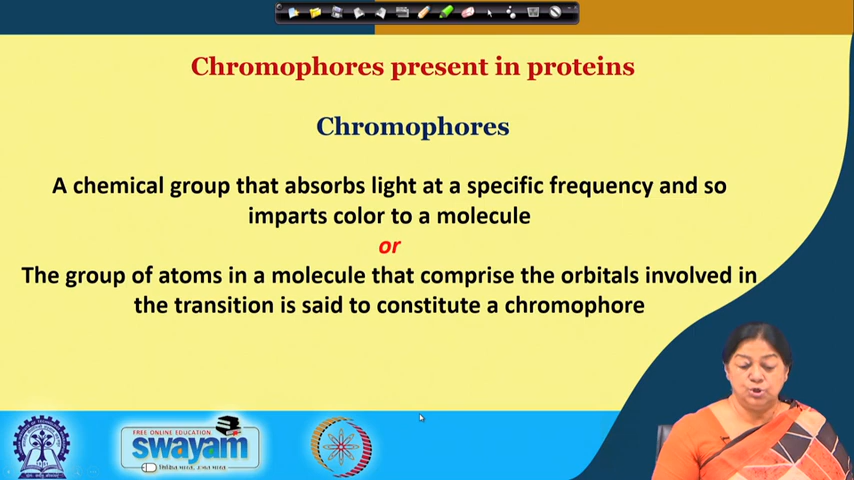 Chromophores present in proteins
Chromophores
A chemical group that absorbs light at a specific frequency and so
imparts color to a molecule
or
The group of atoms in a molecule that comprise the orbitals involved in
the transition is said to constitute a chromophore
FREE ONLINE EDUCATION
swayam